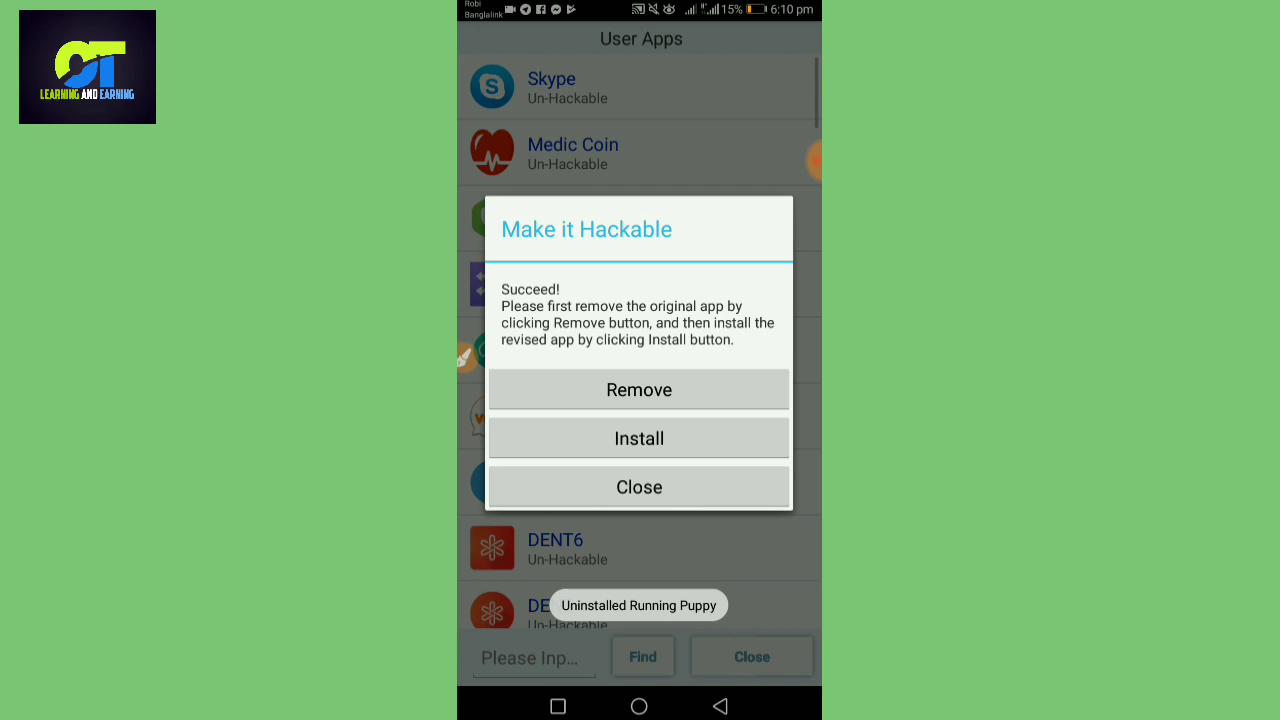 OT
LEARNING AND EARNING
Robi
Banglalink
15% 6:10 pm
User Apps
Skype
Un-Hackable
Medic Coin
Un-Hackable
Make it Hackable
Succeed!
Please first remove the original app by
clicking Remove button, and then install the
revised app by clicking Install button.
Remove
Install
Close
DENT6
Un-Hackable
DE
Un-Hackable
Uninstalled Running Puppy
Please Inp...
Find
Close